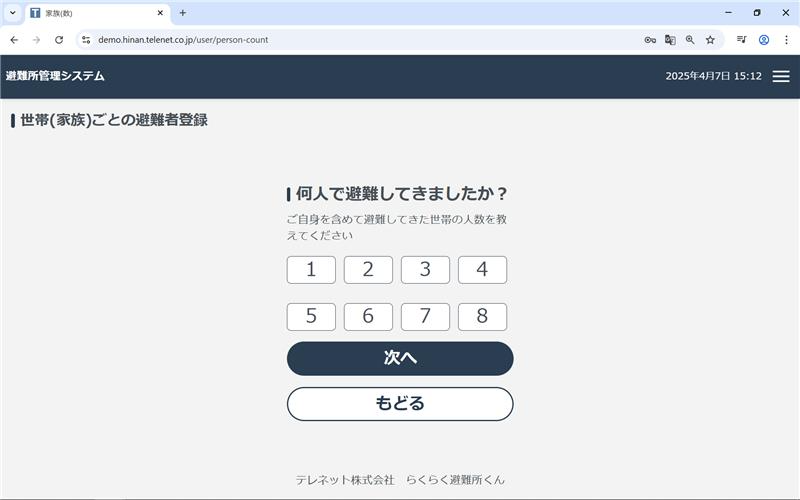 家族(数)
demo.hinan.telenet.co.jp/user/person-count
避難所管理システム
2025年4月7日 15:12
世帯(家族)ごとの避難者登録
何人で避難してきましたか？
ご自身を含めて避難してきた世帯の人数を教
えてください
1 2 3 4
5 6 7 8
次へ
もどる
テレネット株式会社　らくらく避難所くん